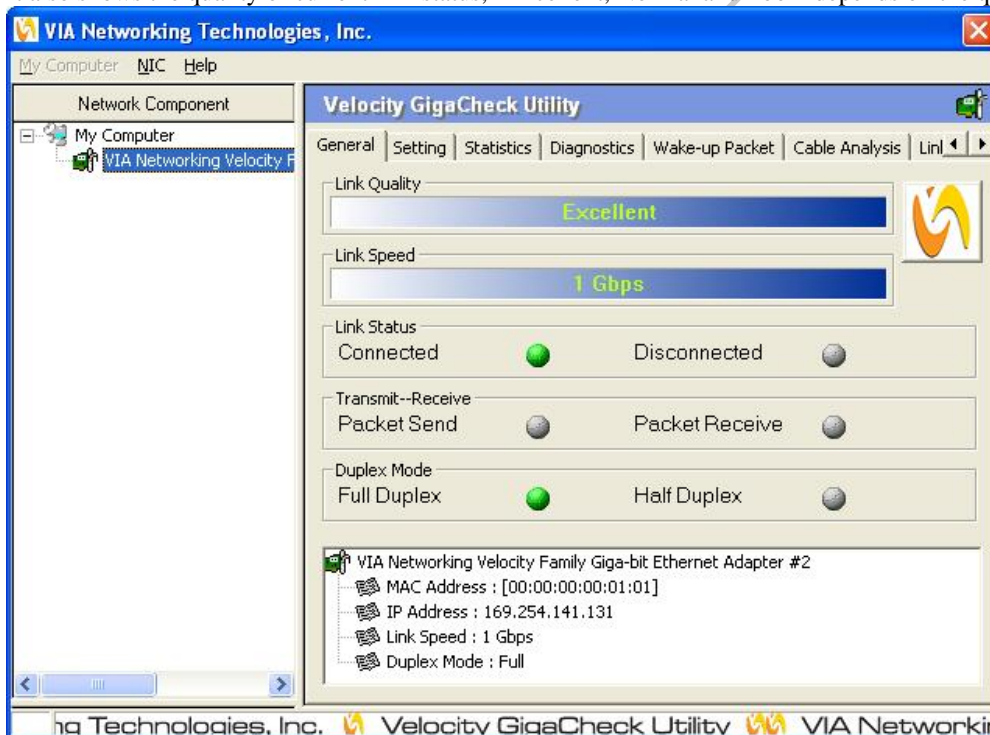 VIA Networking Technologies, Inc.
My Computer NIC Help
Network Component
My Computer
VIA Networking Velocity F
Velocity GigaCheck Utility
General Setting Statistics Diagnostics Wake-up Packet Cable Analysis Linl
Link Quality
Excellent
Link Speed
1 Gbps
Link Status
Connected Disconnected
Transmit--Receive
Packet Send Packet Receive
Duplex Mode
Full Duplex Half Duplex
VIA Networking Velocity Family Giga-bit Ethernet Adapter #2
MAC Address : [00:00:00:00:01:01]
IP Address : 169.254.141.131
Link Speed : 1 Gbps
Duplex Mode : Full
ng Technologies, Inc. Velocity GigaCheck Utility VIA Networkin